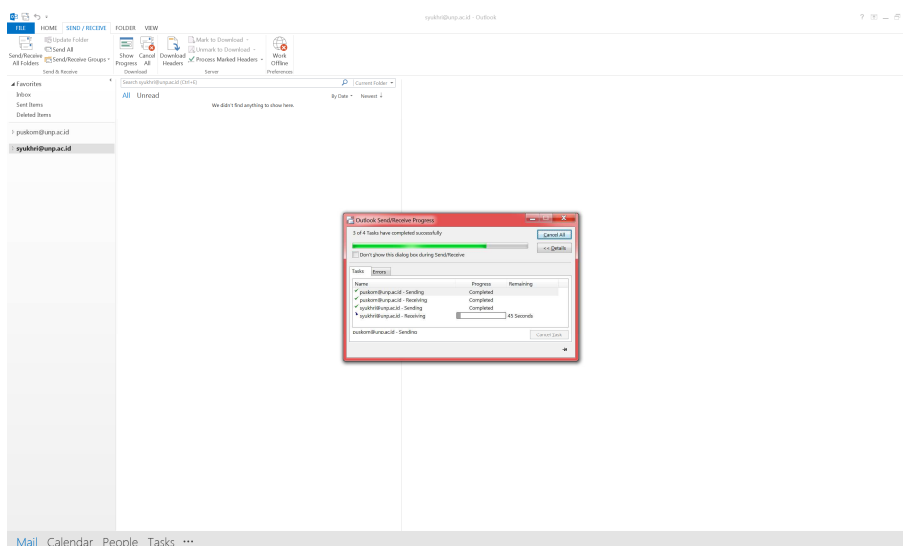 syukhri@unp.ac.id - Outlook
FILE HOME SEND / RECEIVE FOLDER VIEW
Send/Receive All Folders
Update Folder
Send All
Send/Receive Groups
Send & Receive
Show Progress
Cancel All
Download Headers
Mark to Download
Unmark to Download
Process Marked Headers
Download
Server
Work Offline
Preferences
Favorites
Inbox
Sent Items
Deleted Items
puskom@unp.ac.id
syukhri@unp.ac.id
Search syukhri@unp.ac.id (Ctrl+E)
Current Folder
All Unread
By Date Newest ↓
We didn't find anything to show here.
Outlook Send/Receive Progress
3 of 4 Tasks have completed successfully
Cancel All
<< Details
Don't show this dialog box during Send/Receive
Tasks Errors
Name Progress Remaining
puskom@unp.ac.id - Sending Completed
puskom@unp.ac.id - Receiving Completed
syukhri@unp.ac.id - Sending Completed
syukhri@unp.ac.id - Receiving 45 Seconds
puskom@unp.ac.id - Sending
Cancel Task
Mail Calendar People Tasks •••